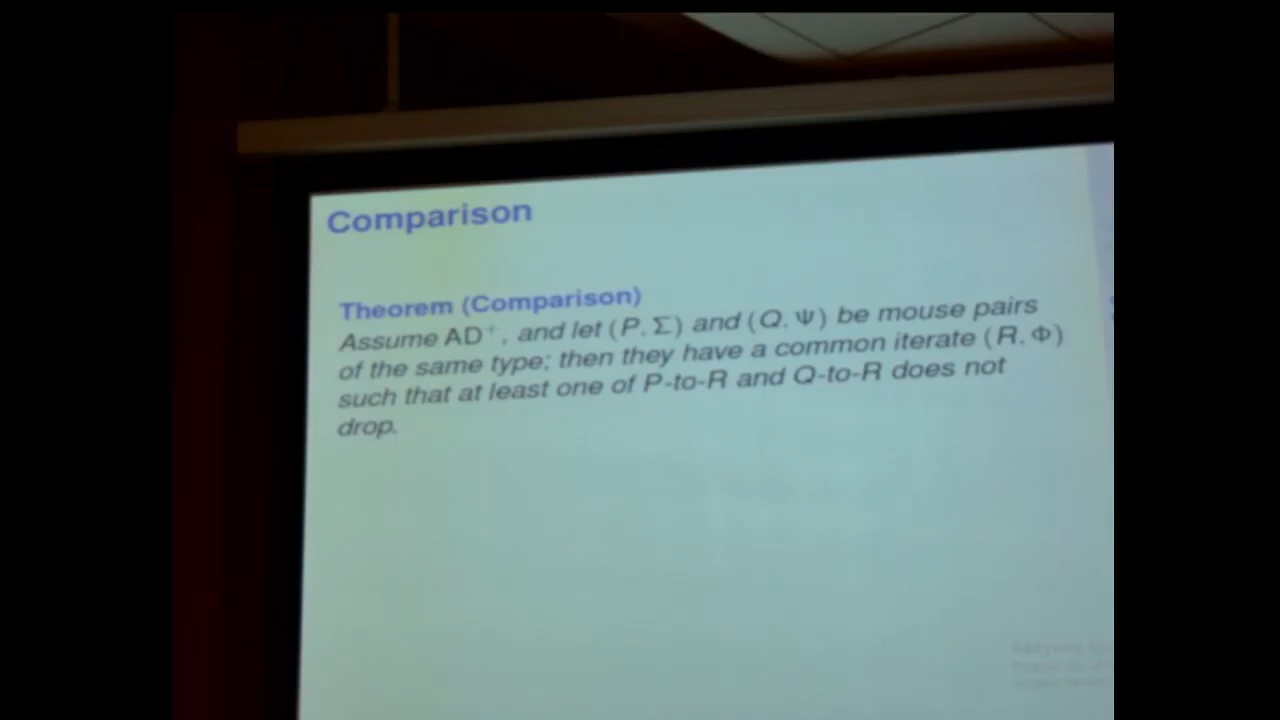 Comparison
Theorem (Comparison)
Assume AD⁺, and let (P, Σ) and (Q, Ψ) be mouse pairs
of the same type; then they have a common iterate (R, Φ)
such that at least one of P-to-R and Q-to-R does not
drop.